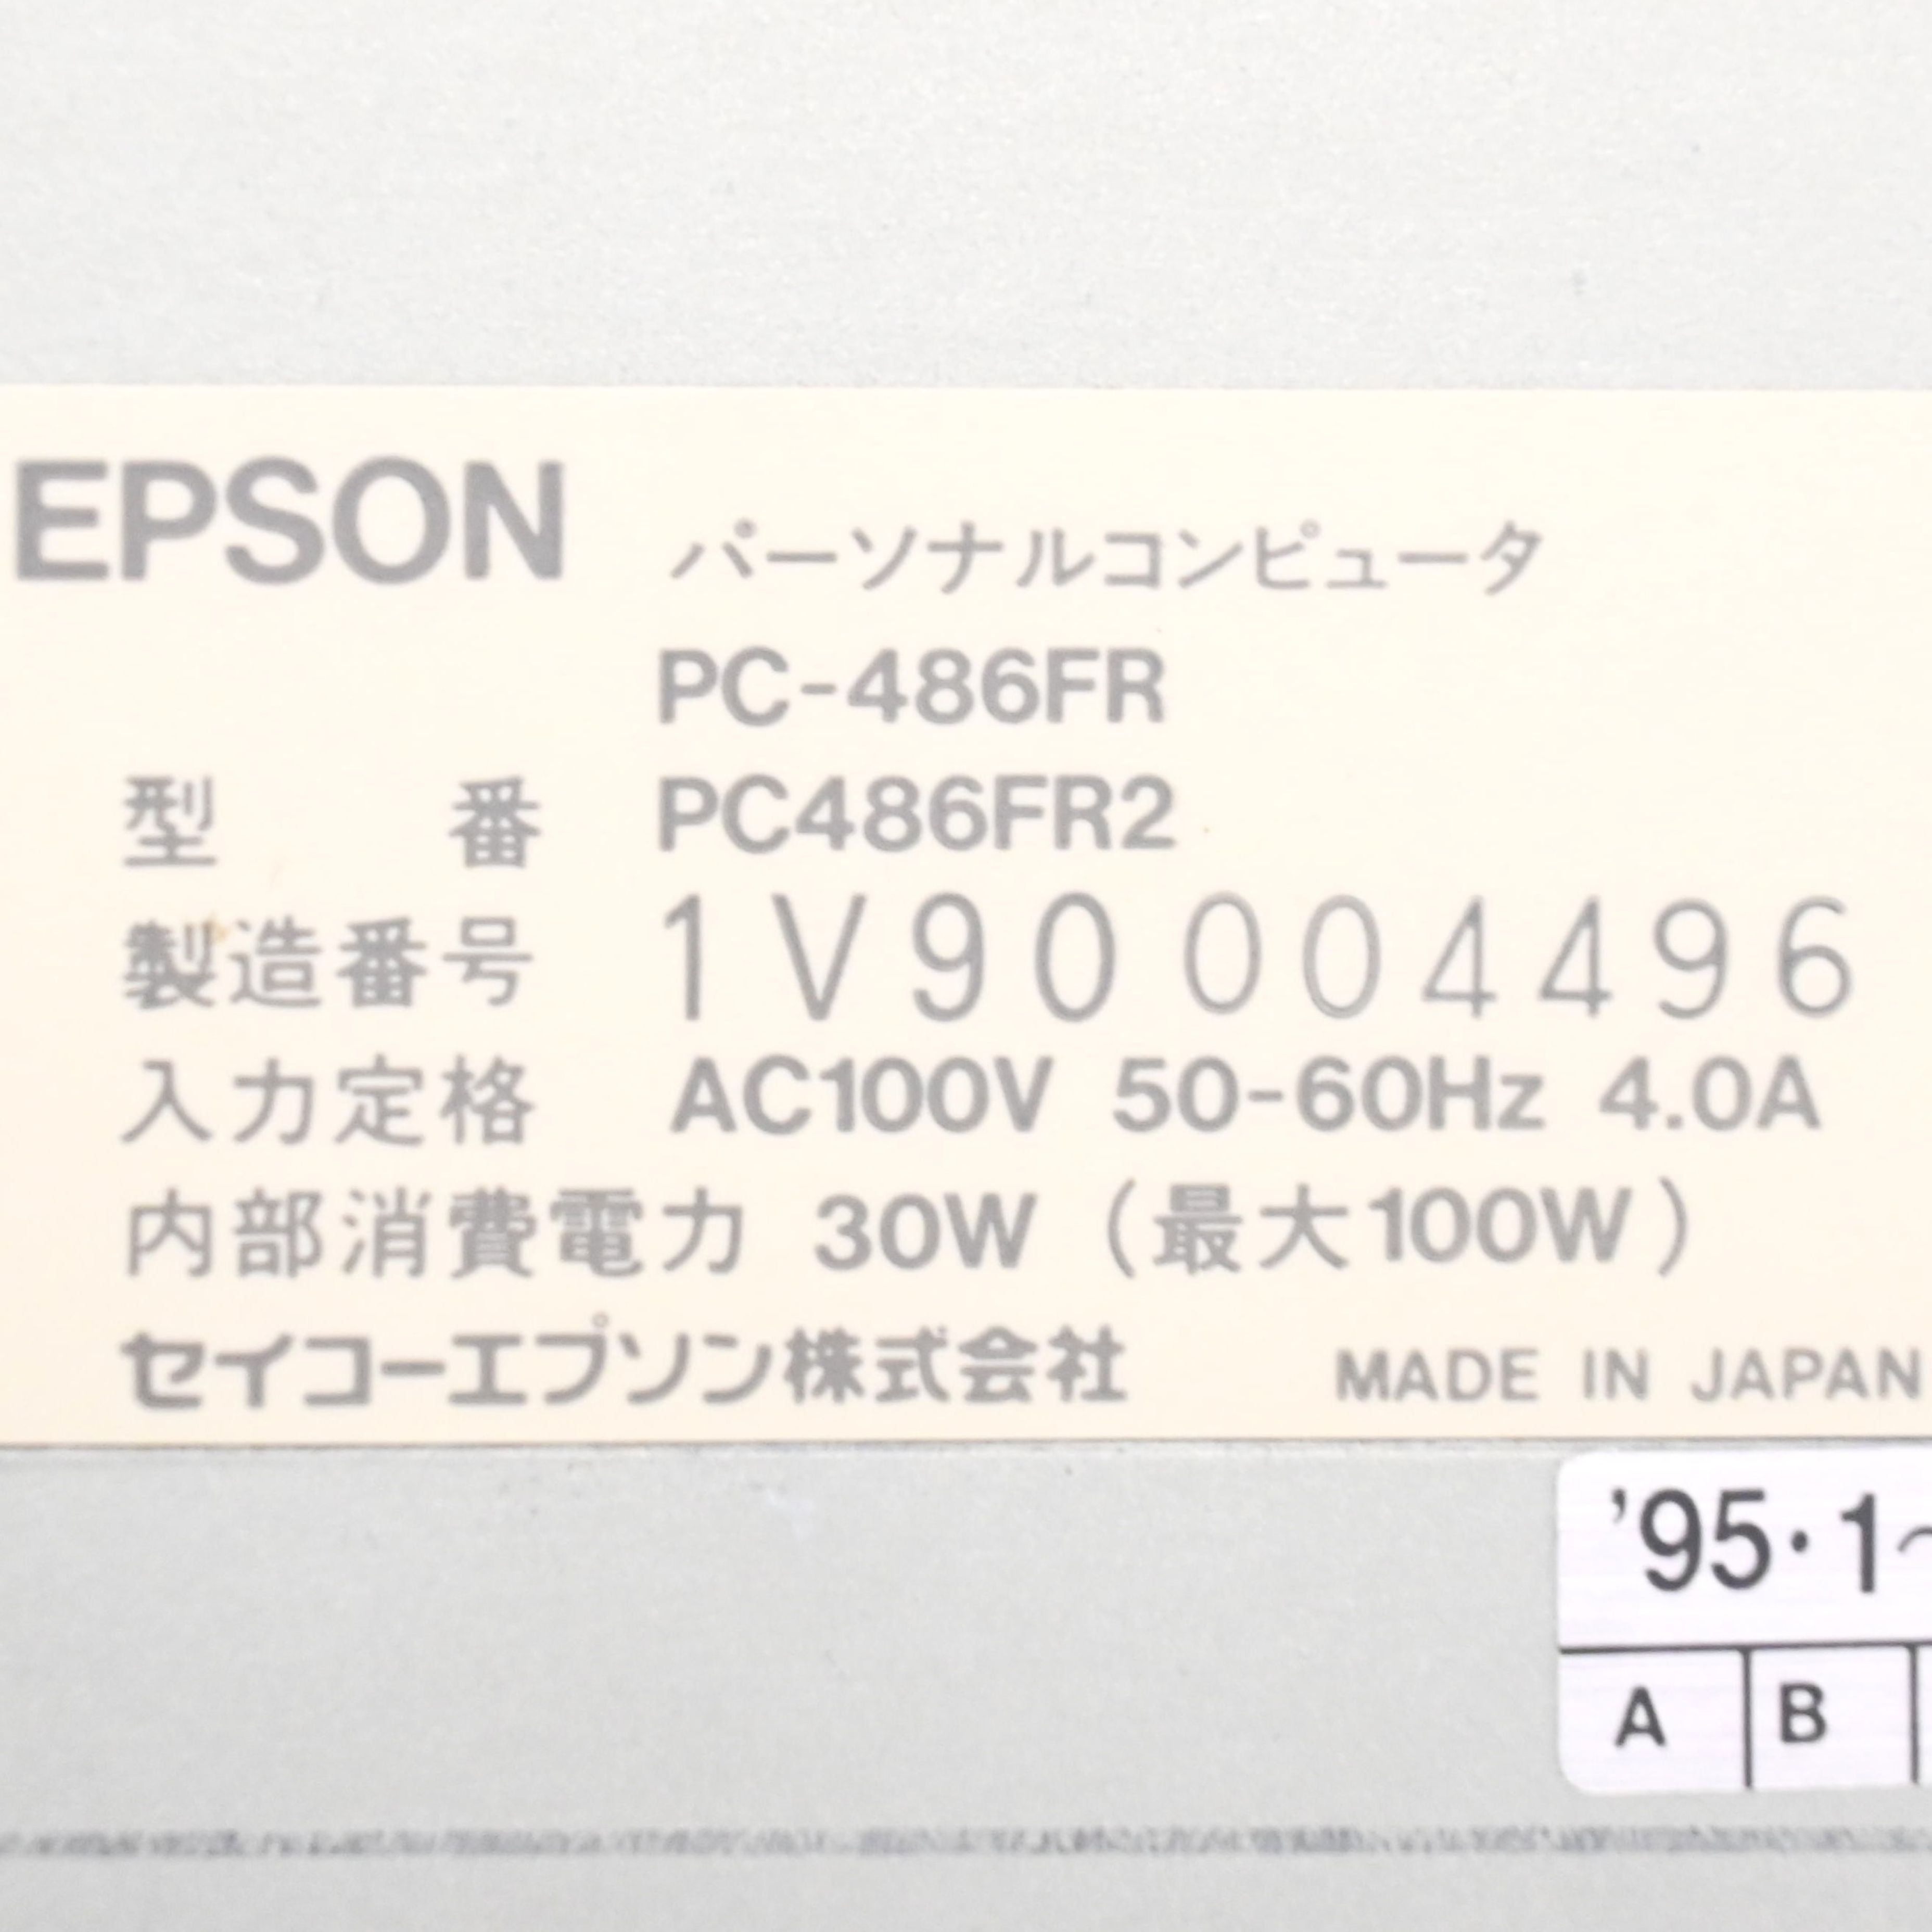 EPSON パーソナルコンピュータ
PC-486FR
型番 PC486FR2
製造番号 1V90004496
入力定格 AC100V 50-60Hz 4.0A
内部消費電力 30W (最大100W)
セイコーエプソン株式会社 MADE IN JAPAN
'95・1~
A B